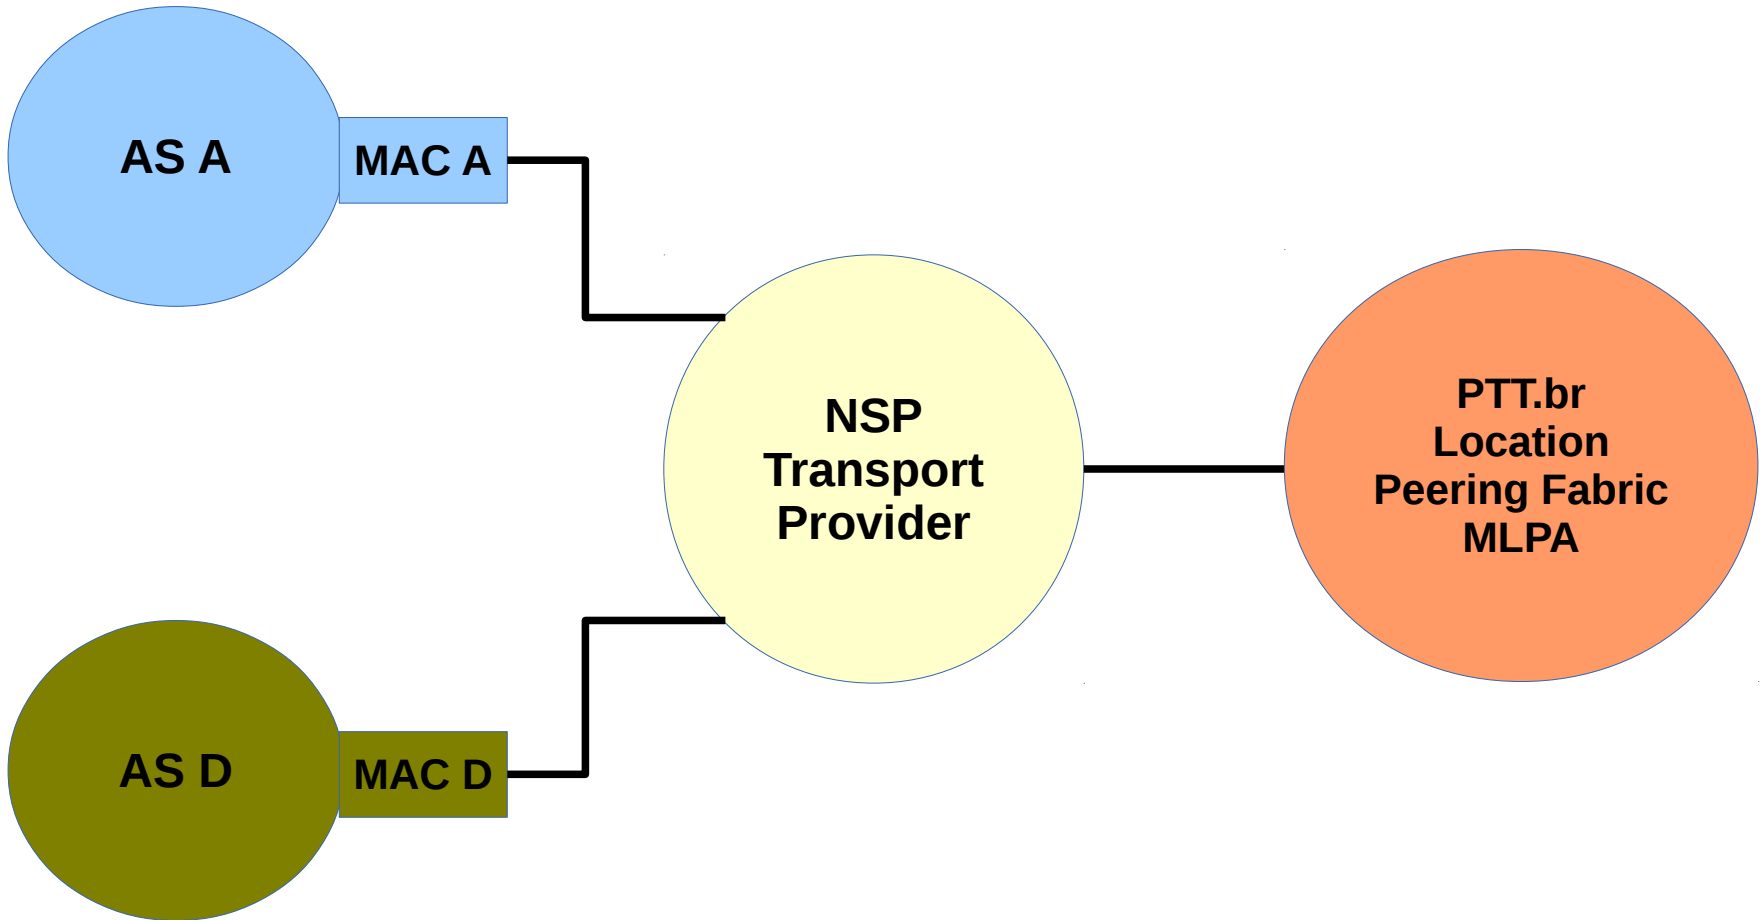 AS A
MAC A
NSP
Transport
Provider
PTT.br
Location
Peering Fabric
MLPA
AS D
MAC D